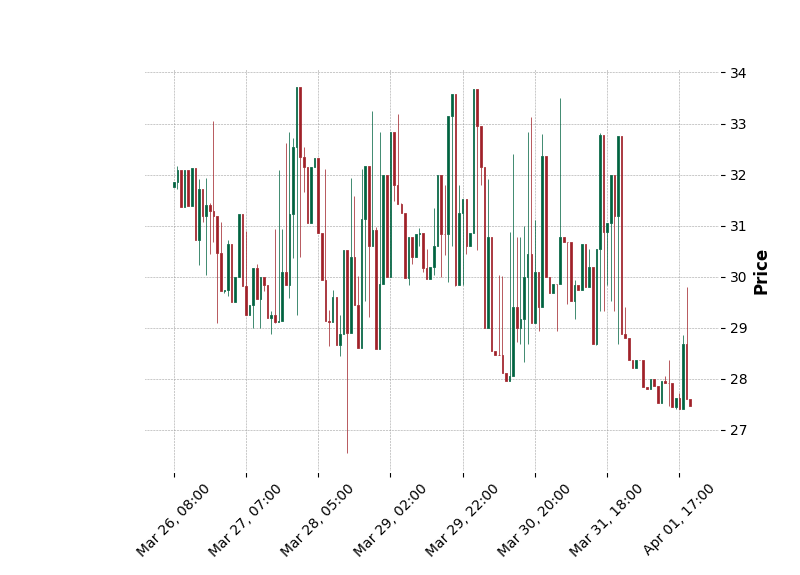 34
33
32
31
30
29
28
27
Price
Mar 26, 08:00
Mar 27, 07:00
Mar 28, 05:00
Mar 29, 02:00
Mar 29, 22:00
Mar 30, 20:00
Mar 31, 18:00
Apr 01, 17:00